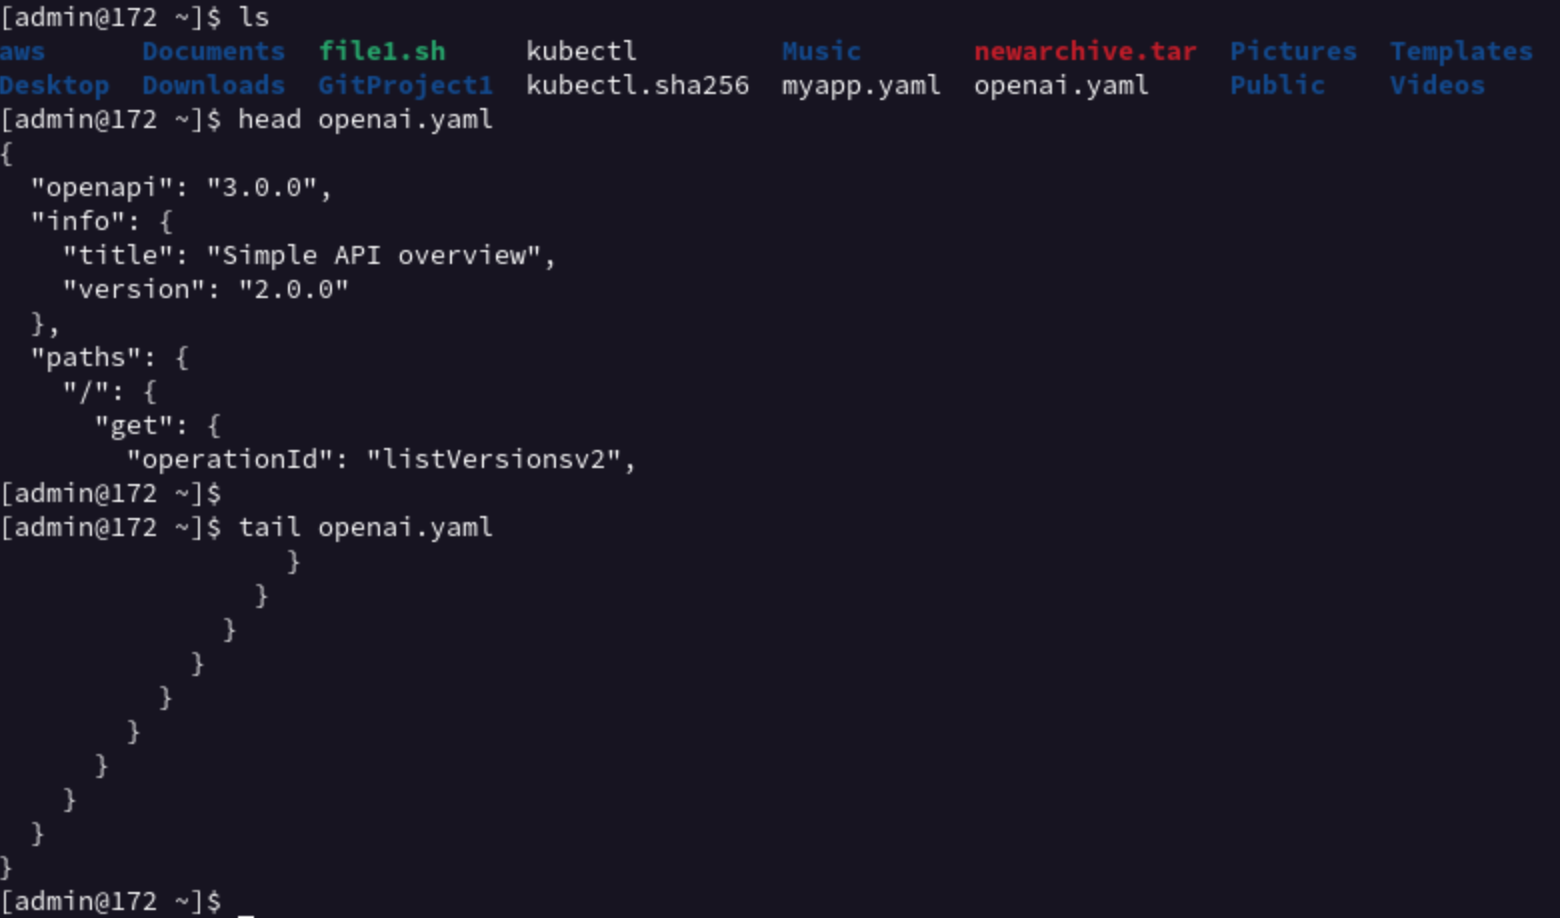 [admin@172 ~]$ ls
aws      Documents  file1.sh    kubectl         Music       newarchive.tar  Pictures  Templates
Desktop  Downloads  GitProject1  kubectl.sha256  myapp.yaml  openai.yaml     Public    Videos
[admin@172 ~]$ head openai.yaml
{
  "openapi": "3.0.0",
  "info": {
    "title": "Simple API overview",
    "version": "2.0.0"
  },
  "paths": {
    "/": {
      "get": {
        "operationId": "listVersionsv2",
[admin@172 ~]$
[admin@172 ~]$ tail openai.yaml
                  }
                }
              }
            }
          }
        }
      }
    }
  }
}
[admin@172 ~]$